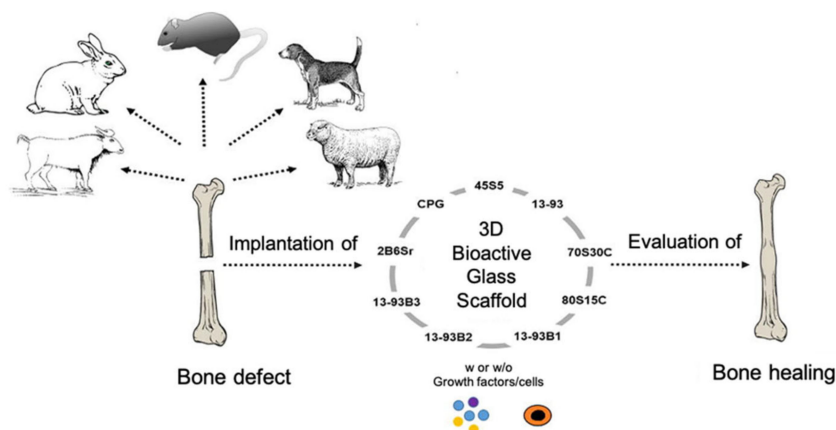 45S5
CPG
13-93
3D
Bioactive
Glass
Scaffold
Implantation of
2B6Sr
70S30C
Evaluation of
13-93B3
80S15C
13-93B2
13-93B1
Bone defect
w or w/o
Growth factors/cells
Bone healing